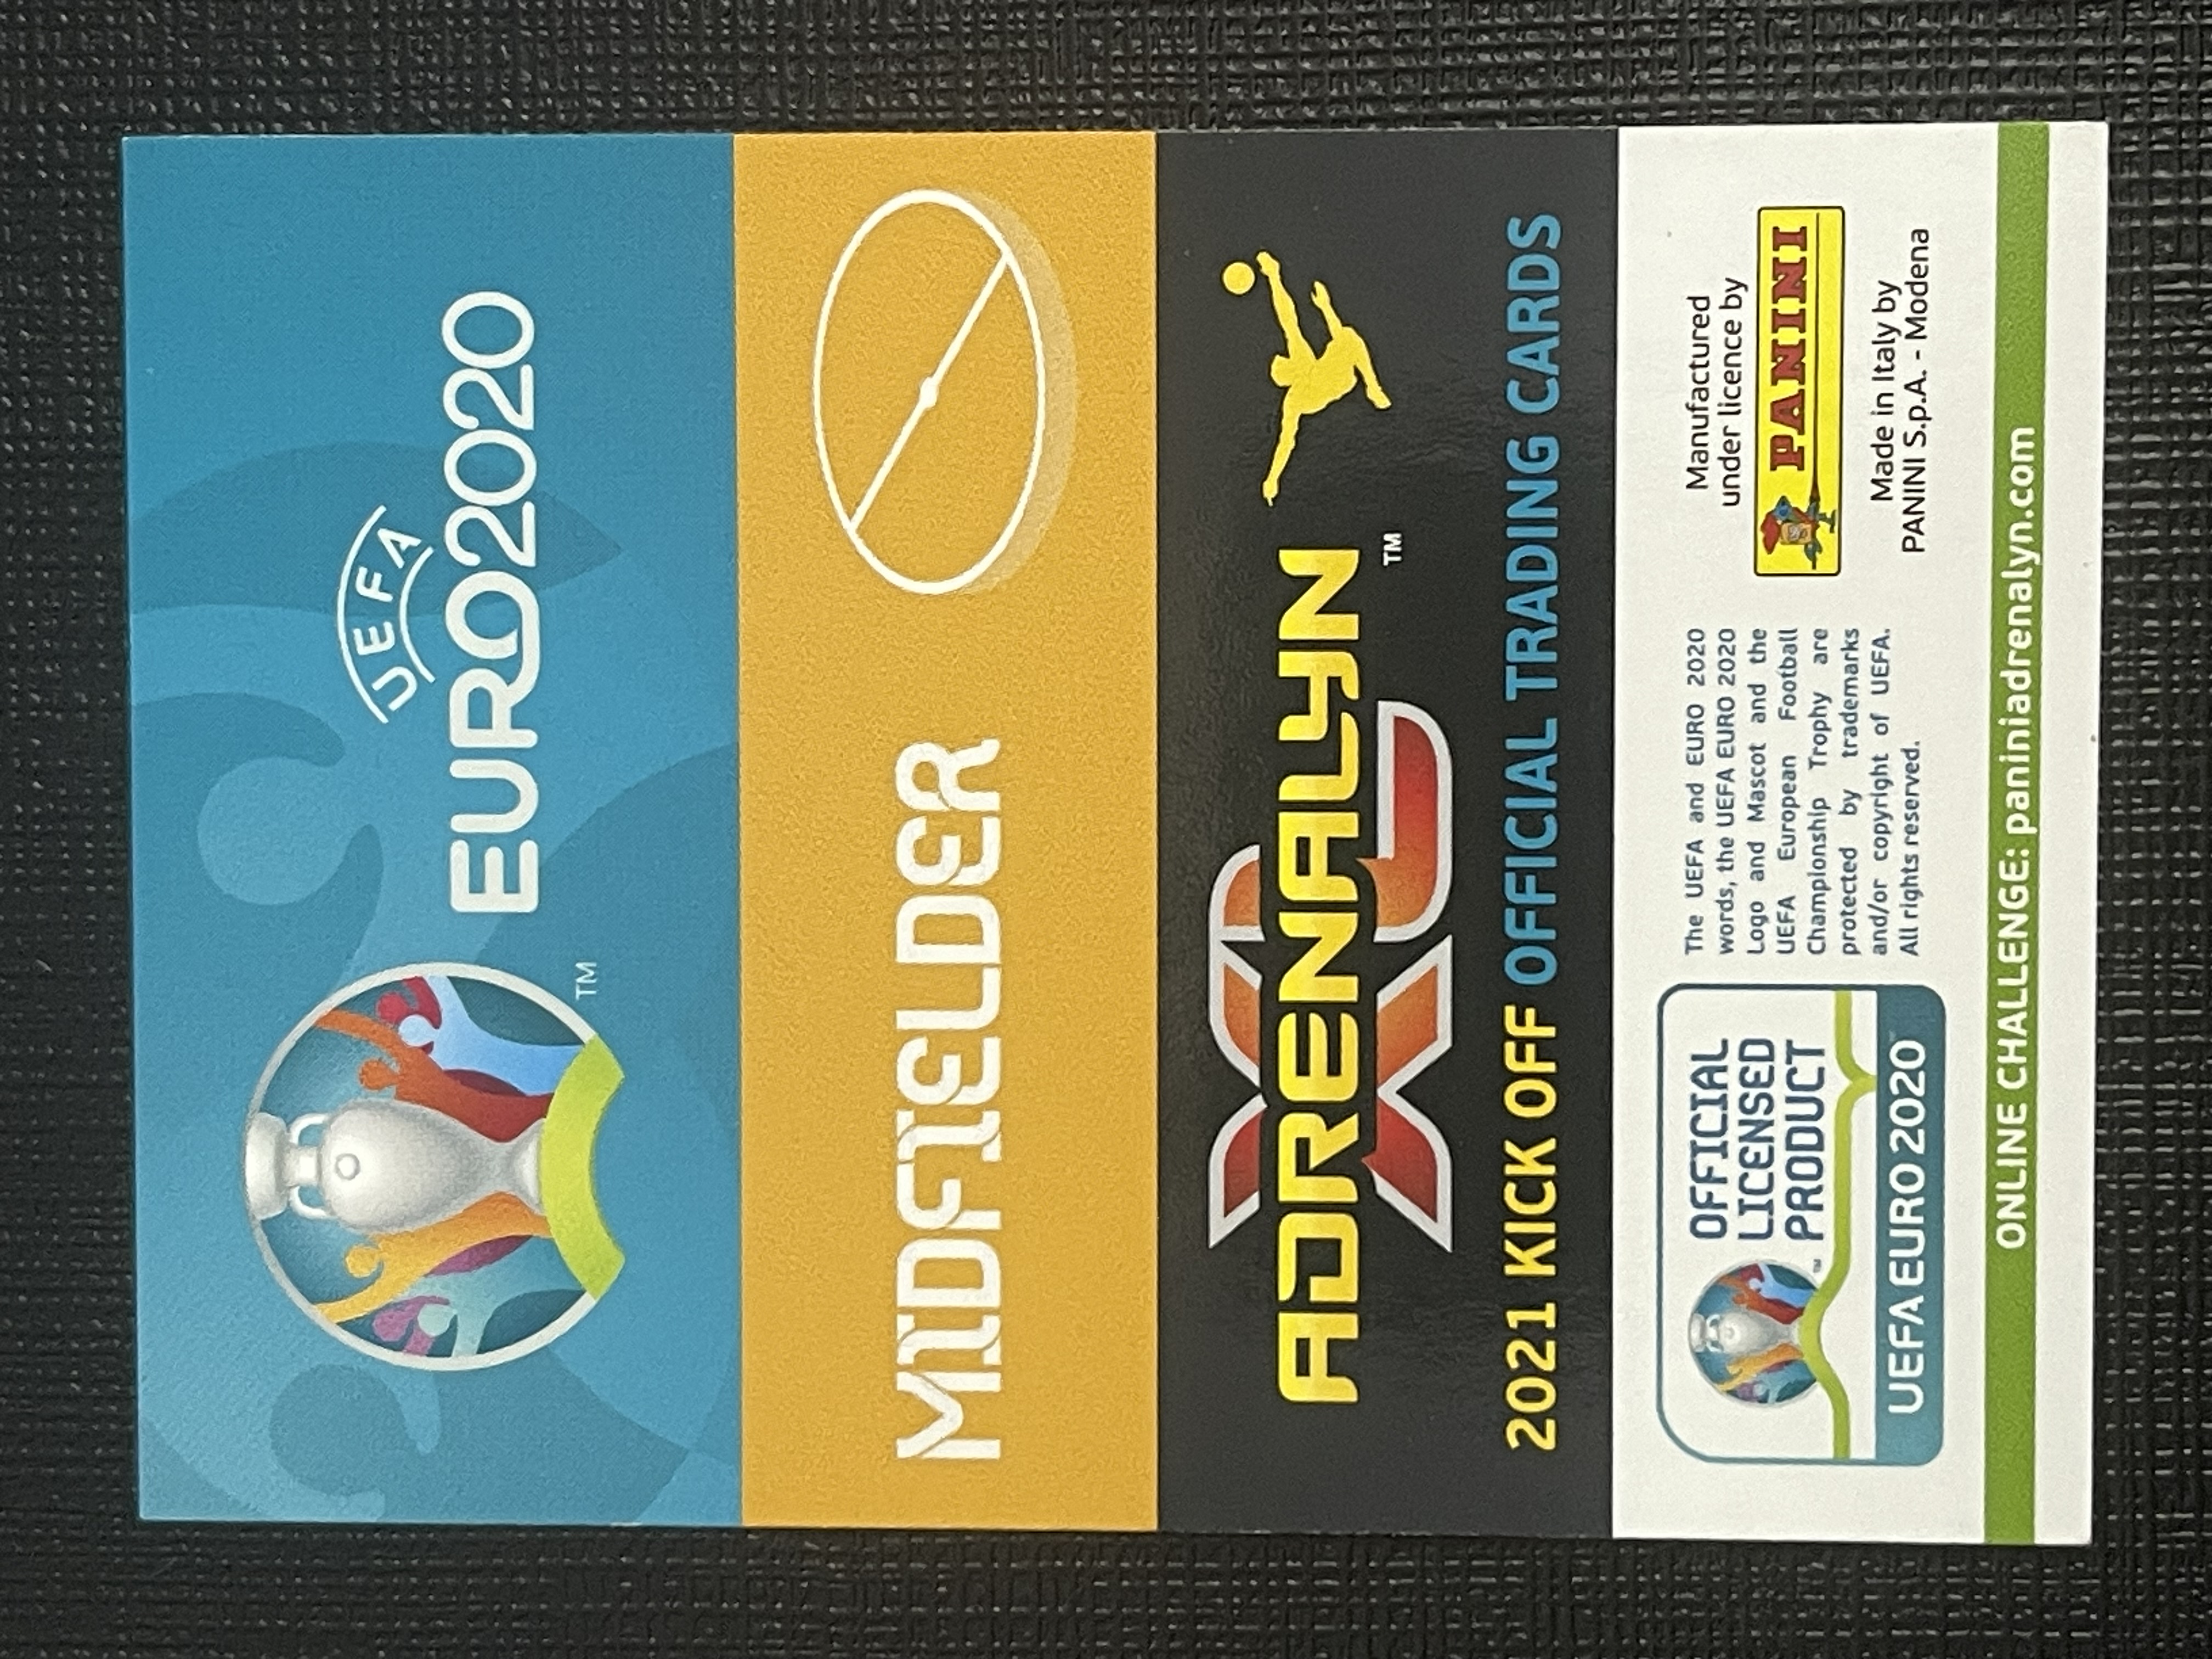 UEFA
EURO2020
TM
MIDFIELDER
XL
ADRENALYN
TM
2021 KICK OFF OFFICIAL TRADING CARDS
OFFICIAL
LICENSED
PRODUCT
TM
UEFA EURO 2020
The UEFA and EURO 2020
words, the UEFA EURO 2020
Logo and Mascot and the
UEFA European Football
Championship Trophy are
protected by trademarks
and/or copyright of UEFA.
All rights reserved.
Manufactured
under licence by
PANINI
Made in Italy by
PANINI S.p.A. - Modena
ONLINE CHALLENGE: paniniadrenalyn.com